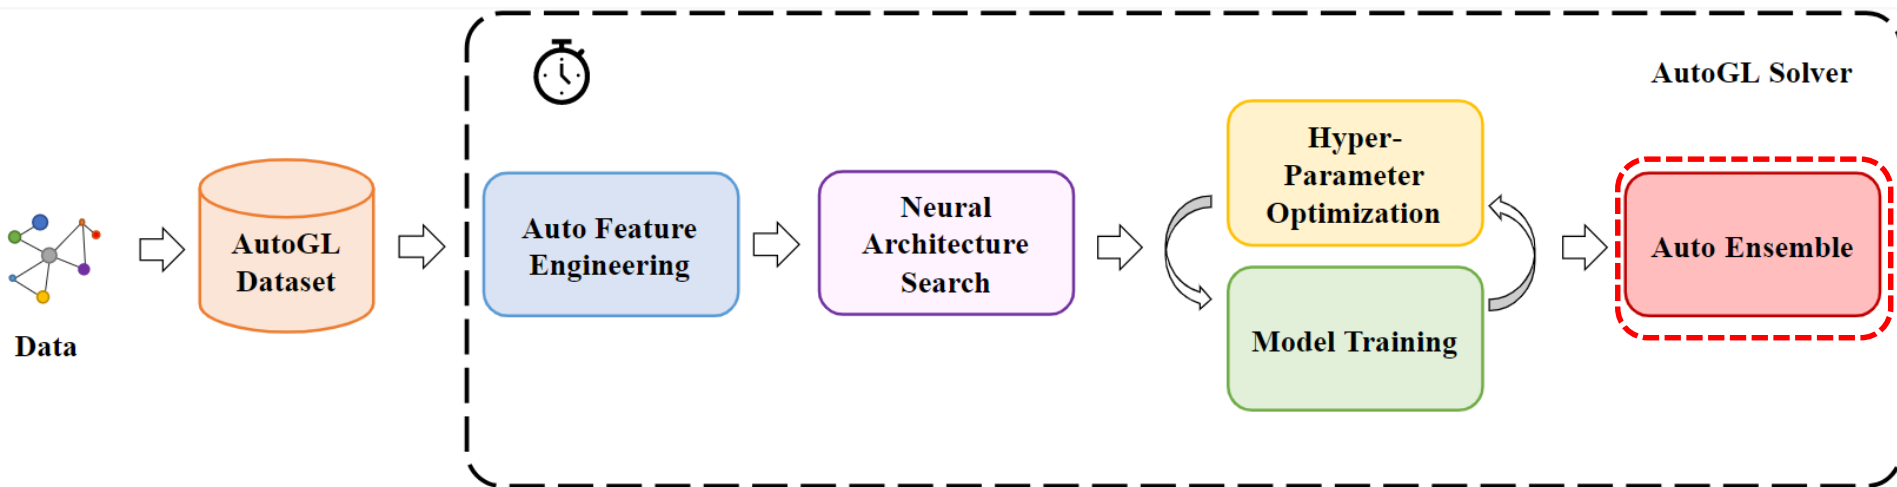 Data
AutoGL
Dataset
AutoGL Solver
Auto Feature
Engineering
Neural
Architecture
Search
Hyper-
Parameter
Optimization
Model Training
Auto Ensemble